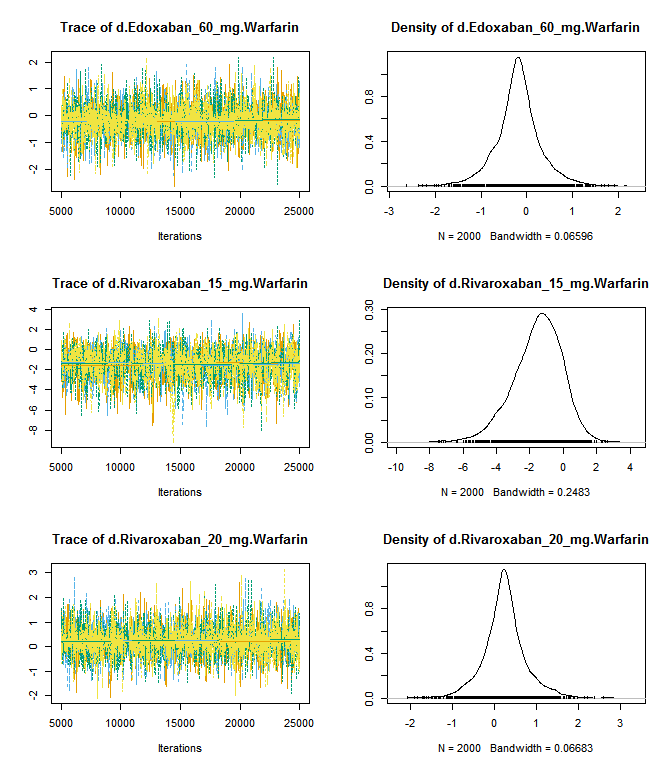 Trace of d.Edoxaban_60_mg.Warfarin
2
1
0
-1
-2
5000 10000 15000 20000 25000
Iterations
Density of d.Edoxaban_60_mg.Warfarin
0.8
0.4
0.0
-3 -2 -1 0 1 2
N = 2000 Bandwidth = 0.06596
Trace of d.Rivaroxaban_15_mg.Warfarin
4
2
0
-2
-4
-6
-8
5000 10000 15000 20000 25000
Iterations
Density of d.Rivaroxaban_15_mg.Warfarin
0.30
0.20
0.10
0.00
-10 -8 -6 -4 -2 0 2 4
N = 2000 Bandwidth = 0.2483
Trace of d.Rivaroxaban_20_mg.Warfarin
3
2
1
0
-1
-2
5000 10000 15000 20000 25000
Iterations
Density of d.Rivaroxaban_20_mg.Warfarin
0.8
0.4
0.0
-2 -1 0 1 2 3
N = 2000 Bandwidth = 0.06683